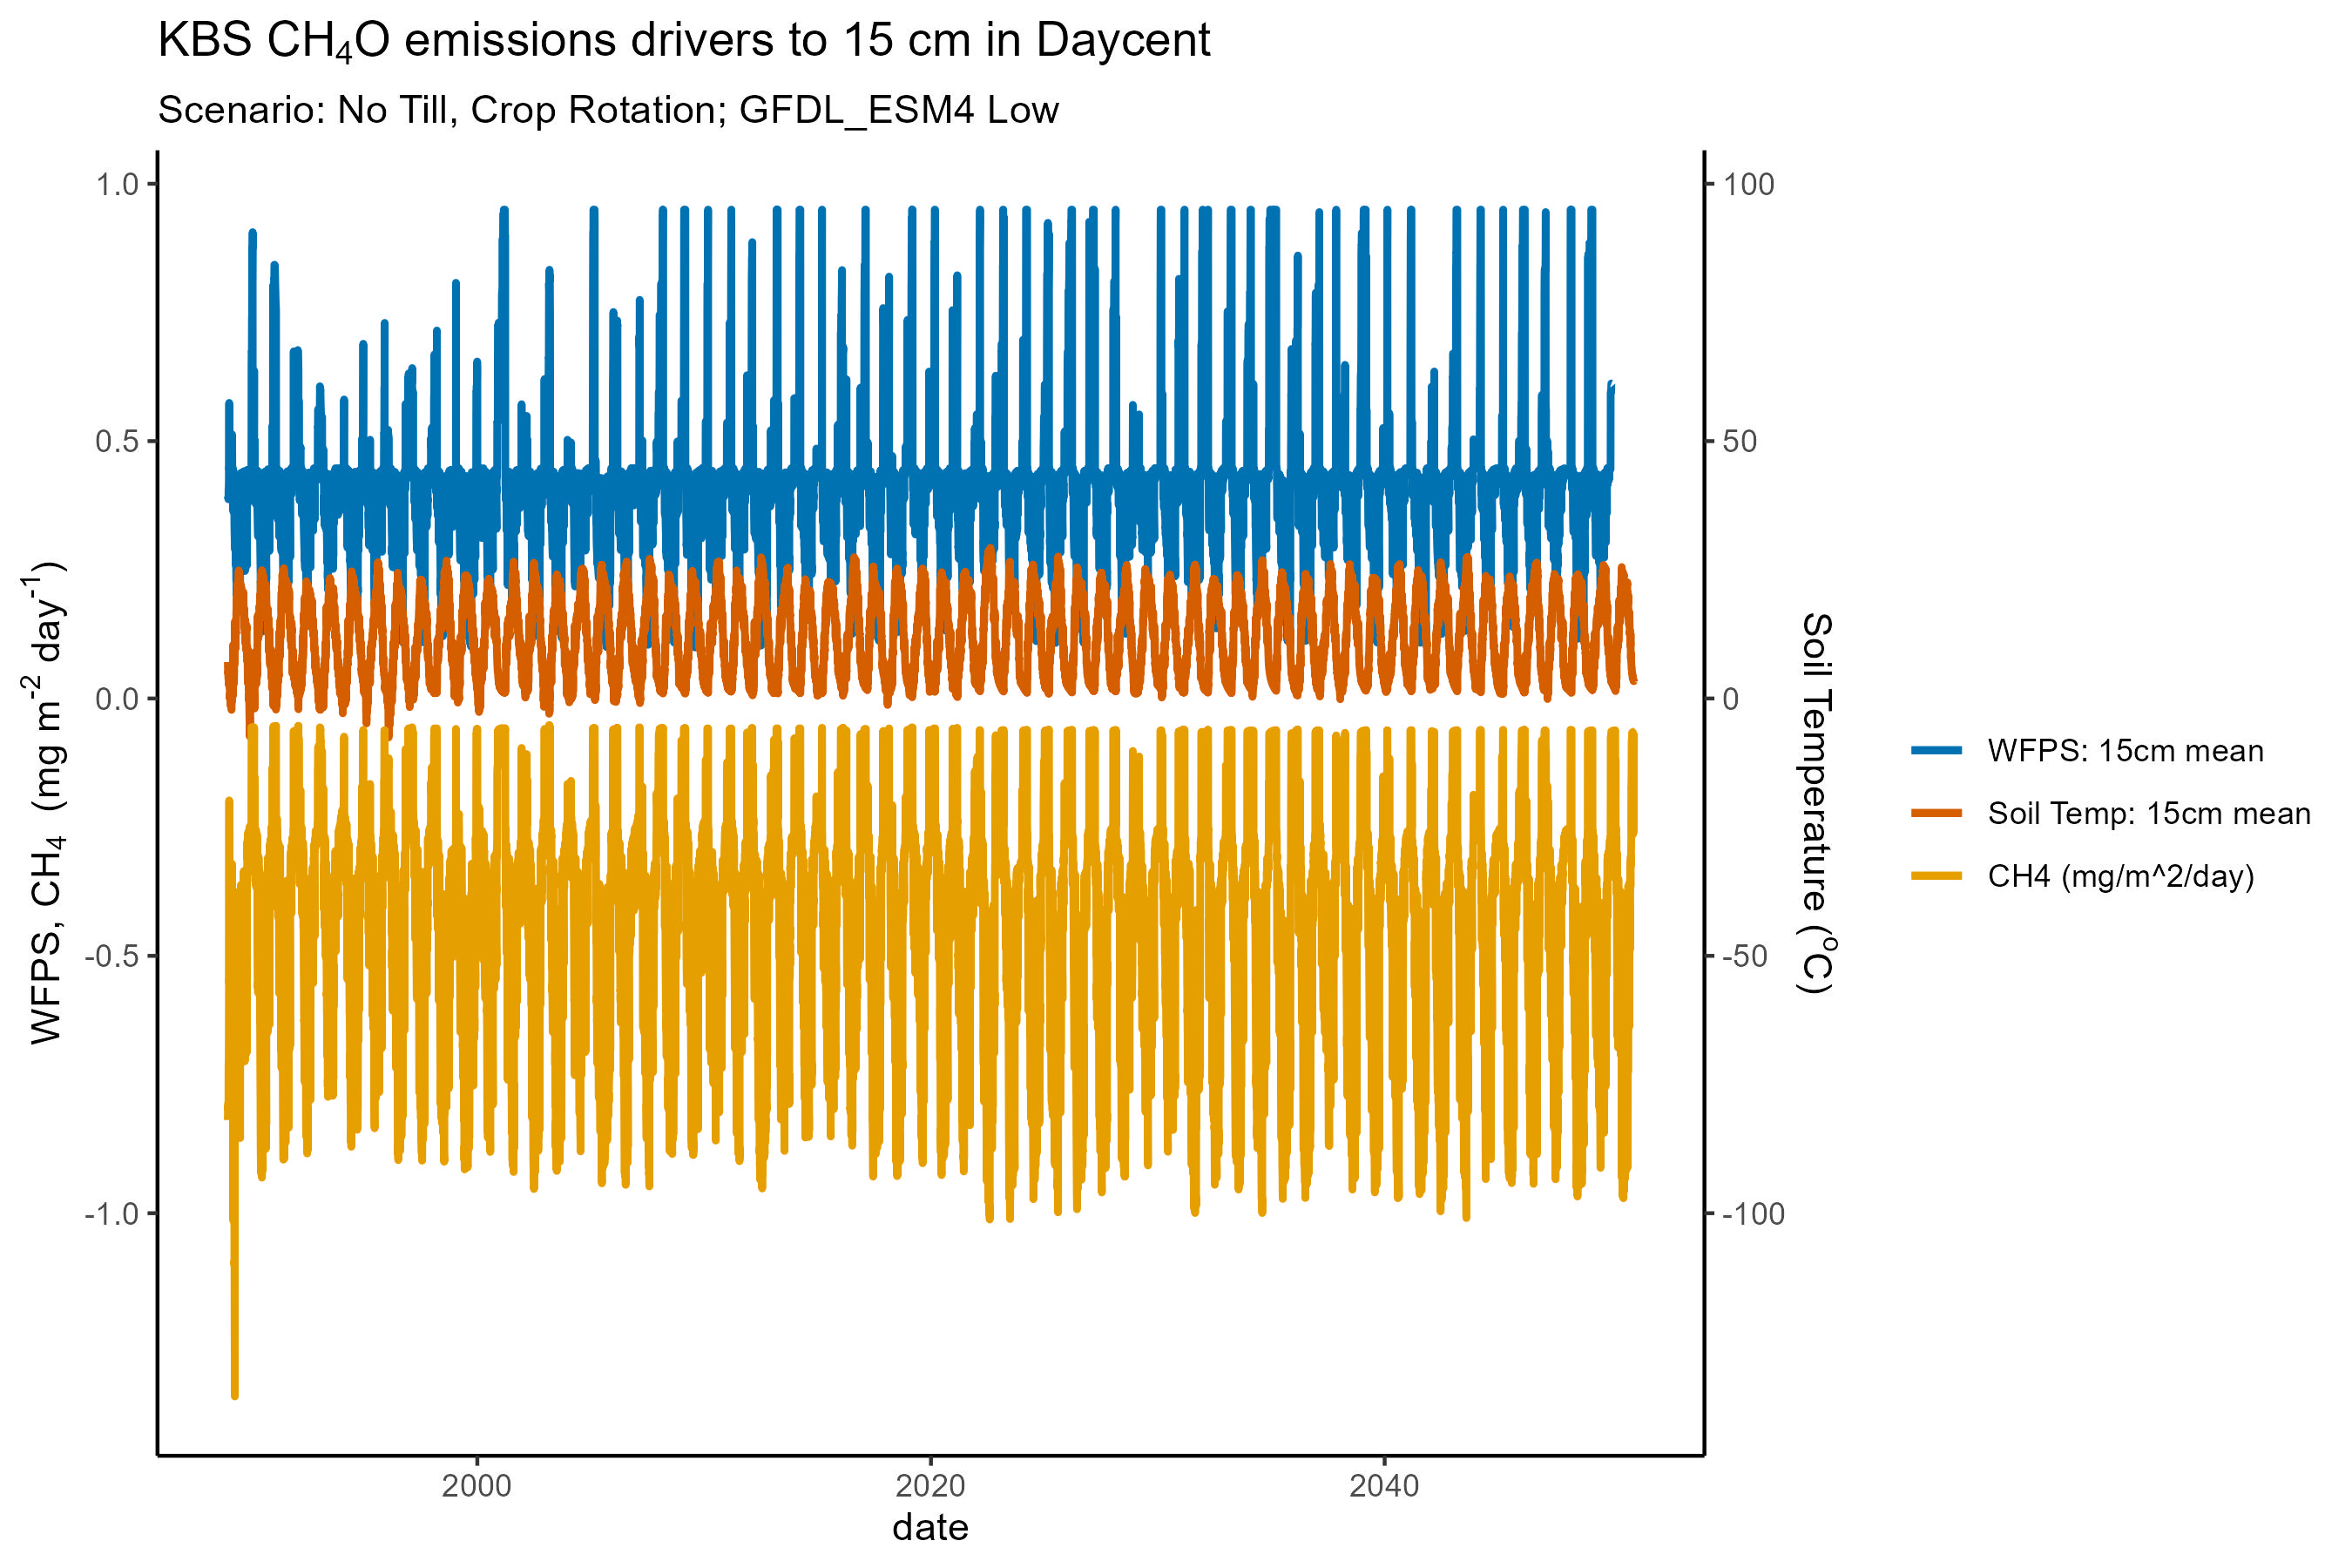 KBS CH₄O emissions drivers to 15 cm in Daycent
Scenario: No Till, Crop Rotation; GFDL_ESM4 Low
WFPS, CH₄ (mg m⁻² day⁻¹)
1.0
0.5
0.0
-0.5
-1.0
100
50
0
-50
-100
Soil Temperature (ᵒC)
WFPS: 15cm mean
Soil Temp: 15cm mean
CH4 (mg/m^2/day)
2000
2020
2040
date